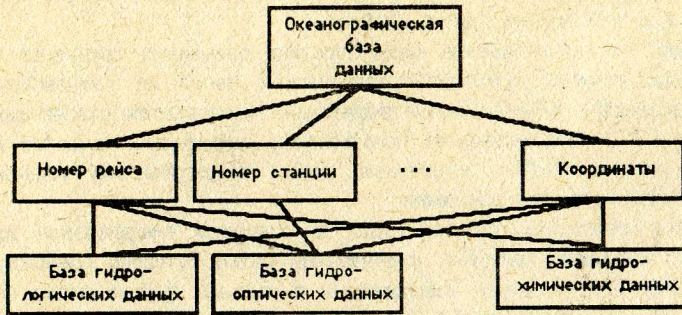 Океанографическая
база
данных
Номер рейса
Номер станции
...
Координаты
База гидро-
логических данных
База гидро-
оптических данных
База гидро-
химических данных